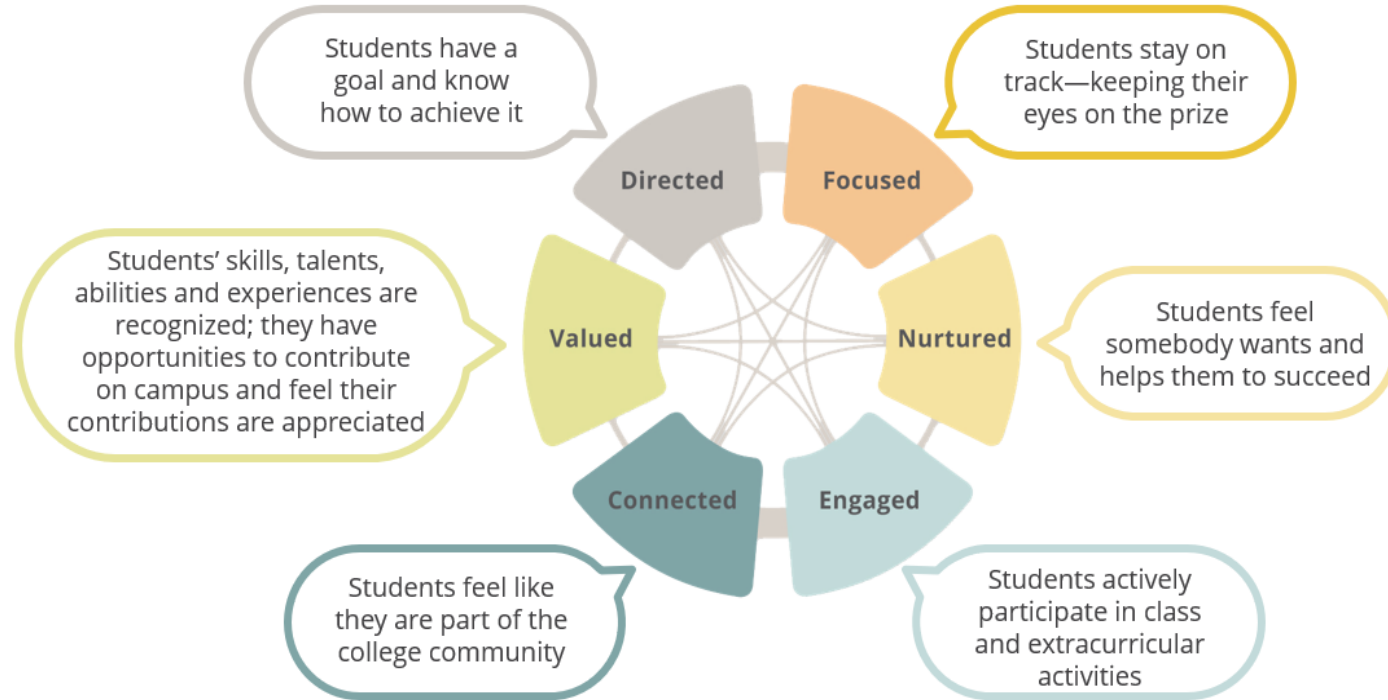 Students have a
goal and know
how to achieve it
Students stay on
track—keeping their
eyes on the prize
Directed
Focused
Students’ skills, talents,
abilities and experiences are
recognized; they have
opportunities to contribute
on campus and feel their
contributions are appreciated
Valued
Nurtured
Students feel
somebody wants and
helps them to succeed
Connected
Engaged
Students feel like
they are part of the
college community
Students actively
participate in class
and extracurricular
activities